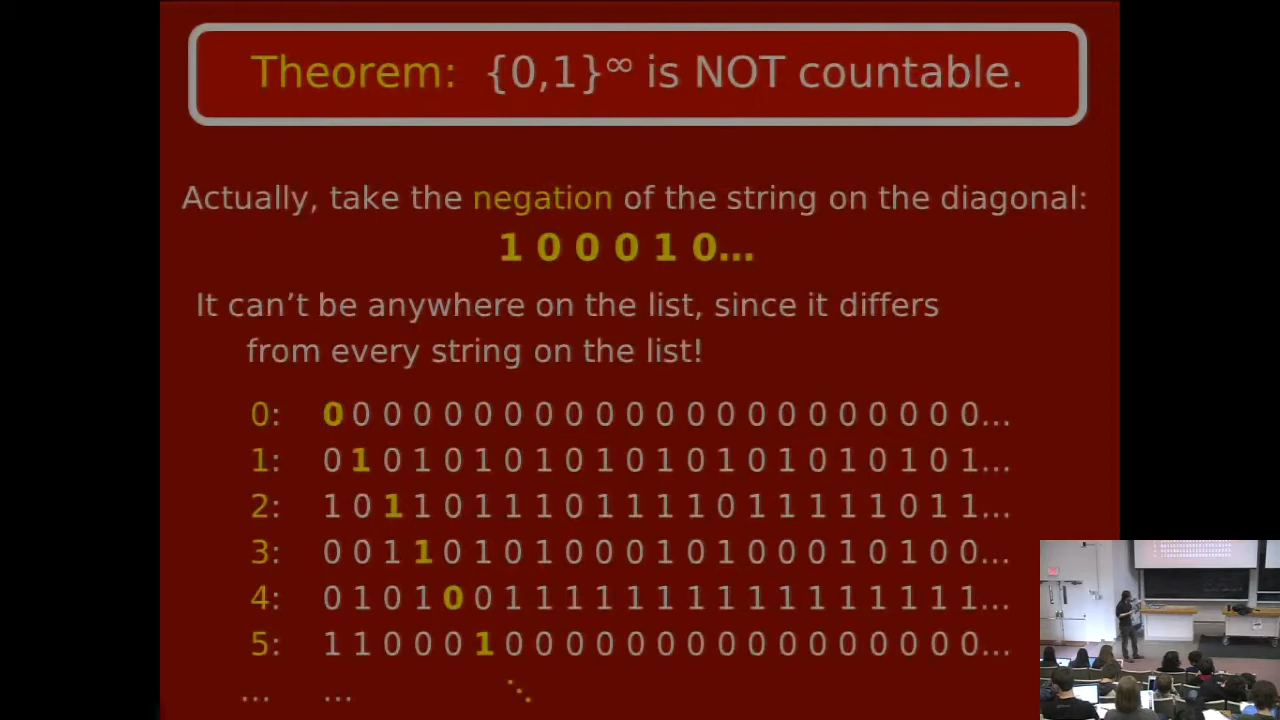 Theorem: {0,1}^∞ is NOT countable.
Actually, take the negation of the string on the diagonal:
1 0 0 0 1 0...
It can't be anywhere on the list, since it differs
from every string on the list!
0: 0 0 0 0 0 0 0 0 0 0 0 0 0 0 0 0 0 0 0 0 0 0...
1: 0 1 0 1 0 1 0 1 0 1 0 1 0 1 0 1 0 1 0 1 0 1...
2: 1 0 1 1 0 1 1 1 0 1 1 1 1 0 1 1 1 1 1 0 1 1...
3: 0 0 1 1 0 1 0 1 0 0 0 1 0 1 0 0 0 1 0 1 0 0...
4: 0 1 0 1 0 0 1 1 1 1 1 1 1 1 1 1 1 1 1 1 1 1...
5: 1 1 0 0 0 1 0 0 0 0 0 0 0 0 0 0 0 0 0 0 0 0...
... ... ⋱